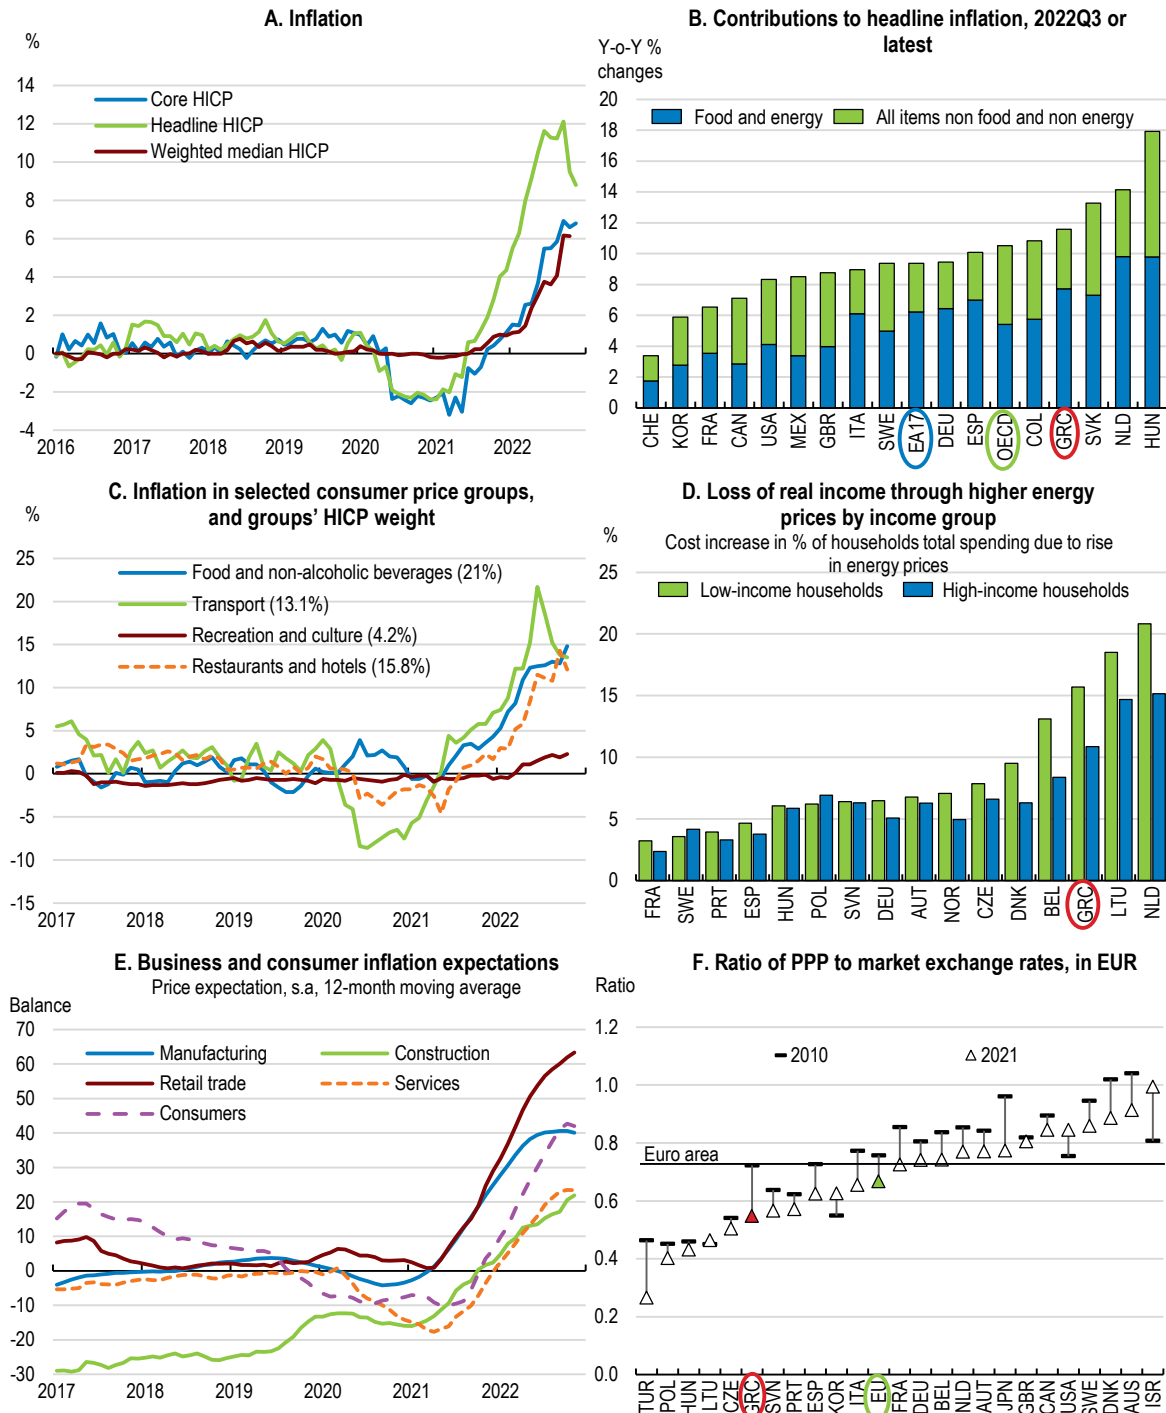 A. Inflation
%
14
12
10
8
6
4
2
0
-2
-4
Core HICP
Headline HICP
Weighted median HICP
2016 2017 2018 2019 2020 2021 2022
B. Contributions to headline inflation, 2022Q3 or
latest
Y-o-Y %
changes
20
18
16
14
12
10
8
6
4
2
0
Food and energy
All items non food and non energy
CHE KOR FRA CAN USA MEX GBR ITA SWE EA17 DEU ESP OECD COL GRC SVK NLD HUN
C. Inflation in selected consumer price groups,
and groups' HICP weight
%
25
20
15
10
5
0
-5
-10
-15
Food and non-alcoholic beverages (21%)
Transport (13.1%)
Recreation and culture (4.2%)
Restaurants and hotels (15.8%)
2017 2018 2019 2020 2021 2022
D. Loss of real income through higher energy
prices by income group
Cost increase in % of households total spending due to rise
in energy prices
%
25
20
15
10
5
0
Low-income households
High-income households
FRA SWE PRT ESP HUN POL SVN DEU AUT NOR CZE DNK BEL GRC LTU NLD
E. Business and consumer inflation expectations
Price expectation, s.a, 12-month moving average
Balance
70
60
50
40
30
20
10
0
-10
-20
-30
Manufacturing
Construction
Retail trade
Services
Consumers
2017 2018 2019 2020 2021 2022
F. Ratio of PPP to market exchange rates, in EUR
Ratio
1.2
1.0
0.8
0.6
0.4
0.2
0.0
2010
2021
Euro area
TUR POL HUN LTU CZE GRC SVN PRT ESP KOR ITA EU FRA DEU BEL NLD AUT JPN GBR CAN USA SWE DNK AUS ISR